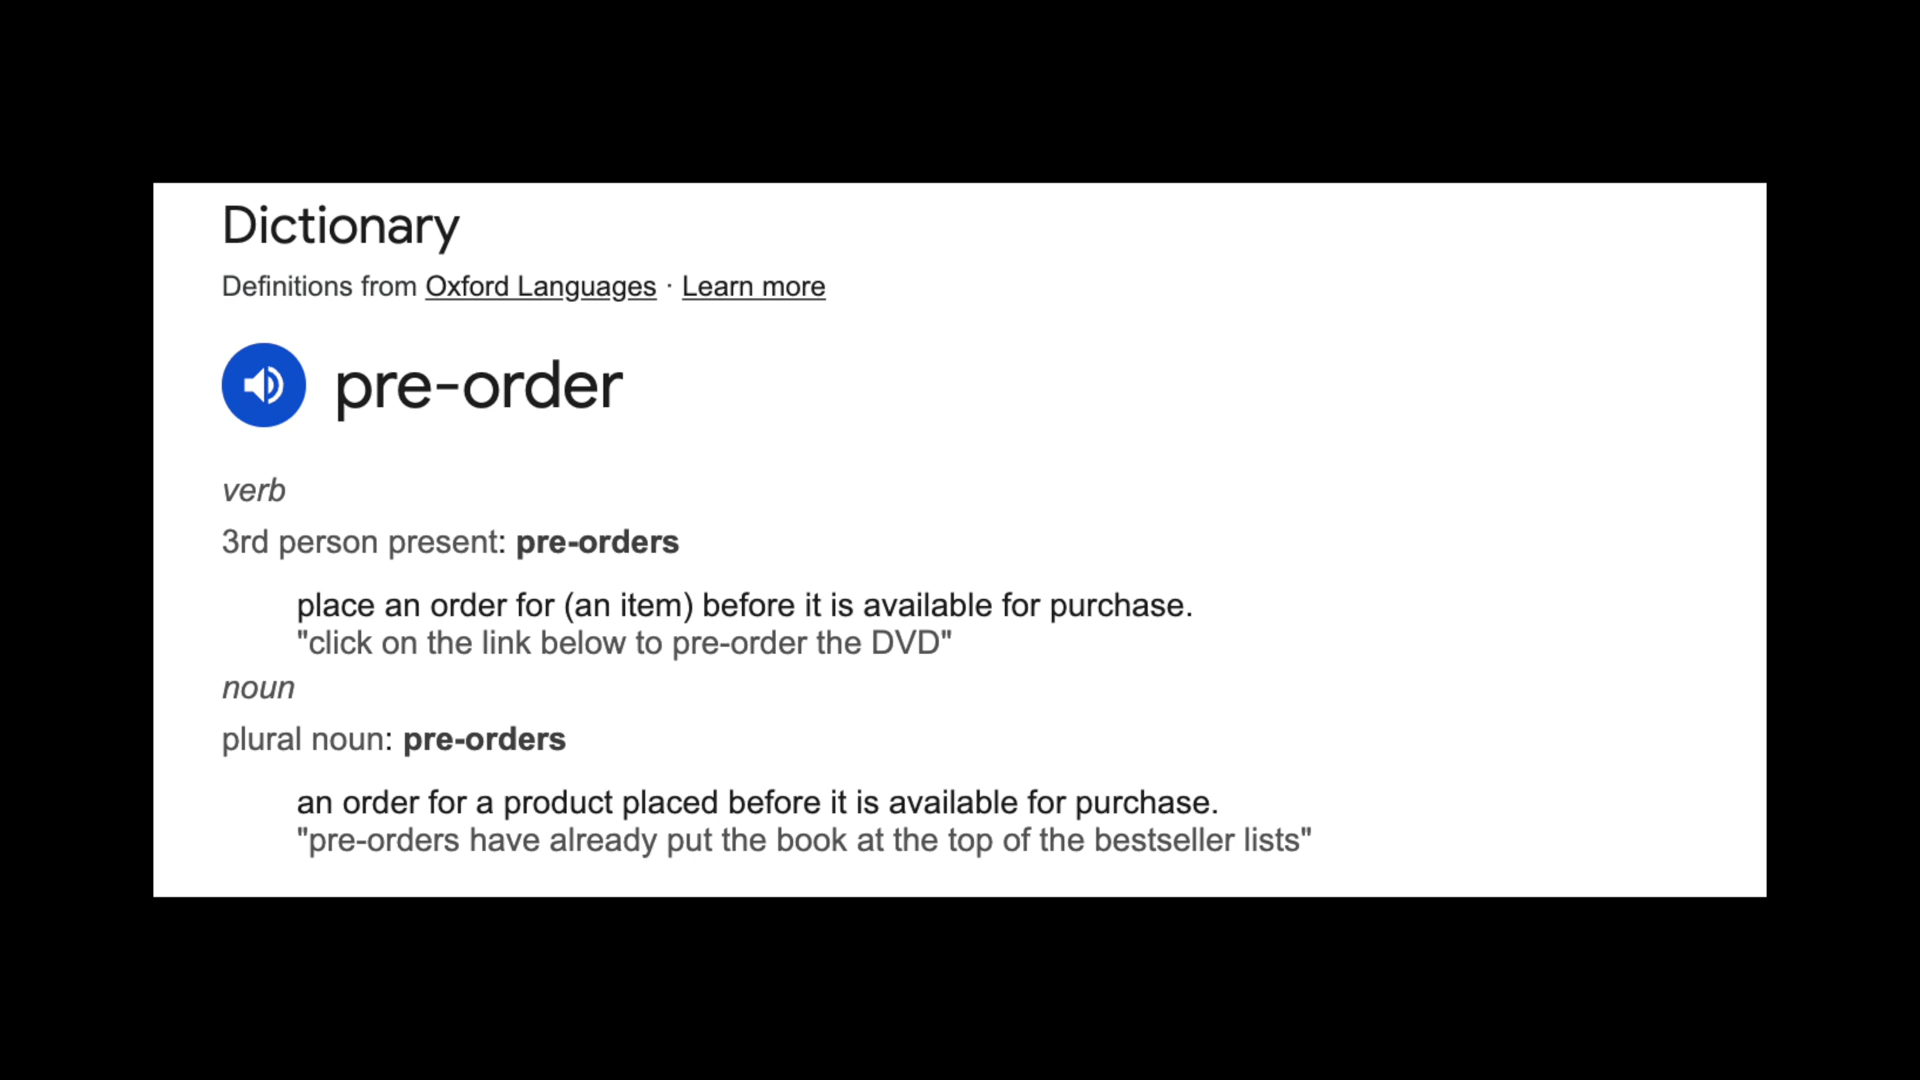 Dictionary
Definitions from Oxford Languages · Learn more
pre-order
verb
3rd person present: pre-orders
place an order for (an item) before it is available for purchase.
"click on the link below to pre-order the DVD"
noun
plural noun: pre-orders
an order for a product placed before it is available for purchase.
"pre-orders have already put the book at the top of the bestseller lists"